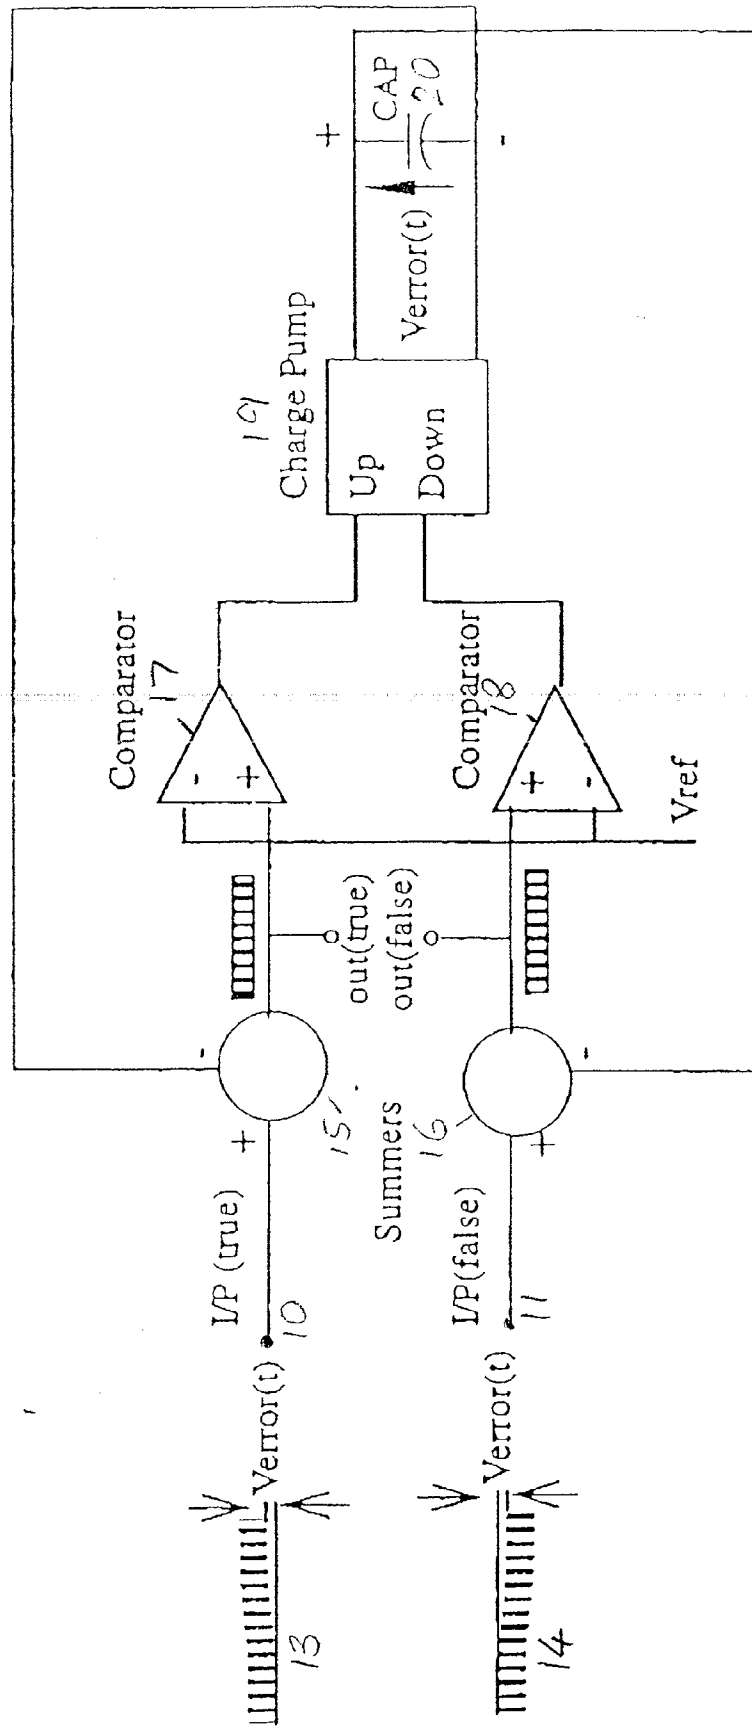 13
Verror(t)
10
I/P (true)
+
-
15
Summers
out(true)
out(false)
Comparator
17
-
+
19
Charge Pump
Up
Down
+
CAP
20
Verror(t)
-
14
Verror(t)
11
I/P(false)
+
-
16
Comparator
18
+
-
Vref